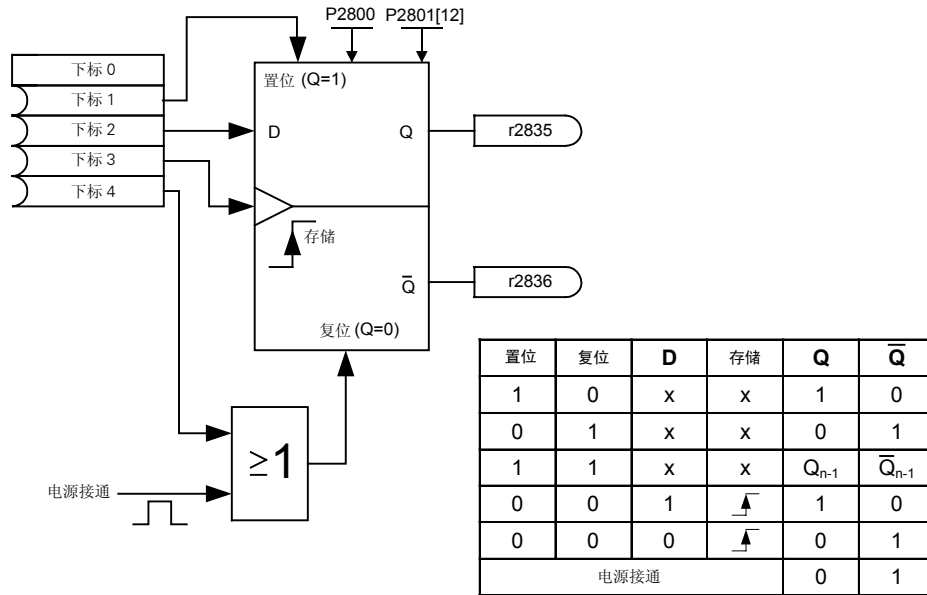 P2800 P2801[12]
下标 0
下标 1
下标 2
下标 3
下标 4
置位 (Q=1)
D Q
r2835
存储
Q̅
r2836
复位 (Q=0)
≥1
电源接通
置位 复位 D 存储 Q Q̅
1 0 x x 1 0
0 1 x x 0 1
1 1 x x Qn-1 Q̅n-1
0 0 1 1 0
0 0 0 0 1
电源接通 0 1